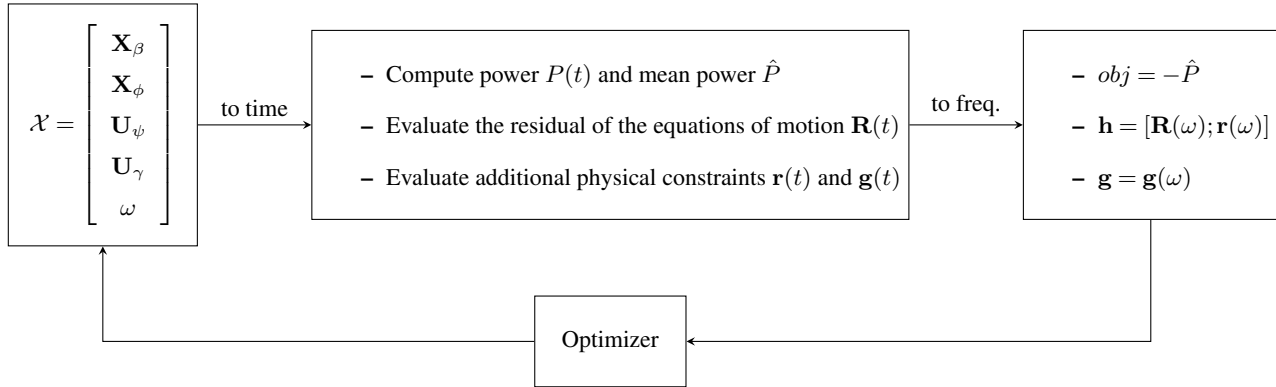 𝒳 = [ 𝐗_β
𝐗_ϕ
𝐔_ψ
𝐔_γ
ω ]
to time
– Compute power P(t) and mean power P̂
– Evaluate the residual of the equations of motion 𝐑(t)
– Evaluate additional physical constraints 𝐫(t) and 𝐠(t)
to freq.
– obj = −P̂
– 𝐡 = [𝐑(ω); 𝐫(ω)]
– 𝐠 = 𝐠(ω)
Optimizer